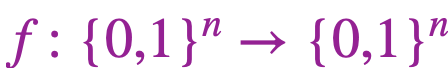 f : {0,1}ⁿ → {0,1}ⁿ